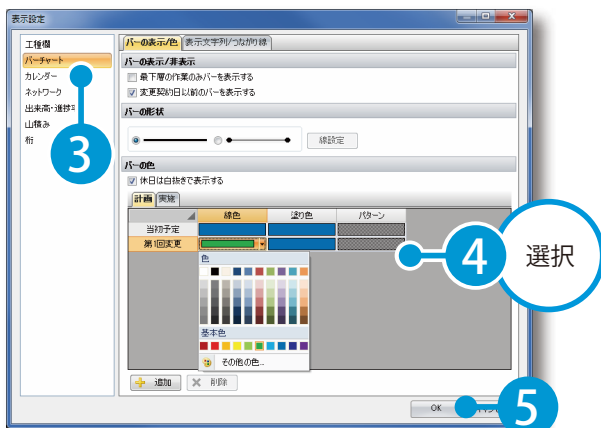 表示設定
工種欄
バーチャート
カレンダー
ネットワーク
出来高・進捗
山積み
桁
3
バーの表示/色 表示文字列/つながり線
バーの表示/非表示
最下層の作業のみバーを表示する
変更契約日以前のバーを表示する
バーの形状
線設定
バーの色
休日は白抜きで表示する
計画 実施
線色 塗り色 パターン
当初予定
第1回変更
4 選択
色
基本色
その他の色...
追加 削除
OK
5